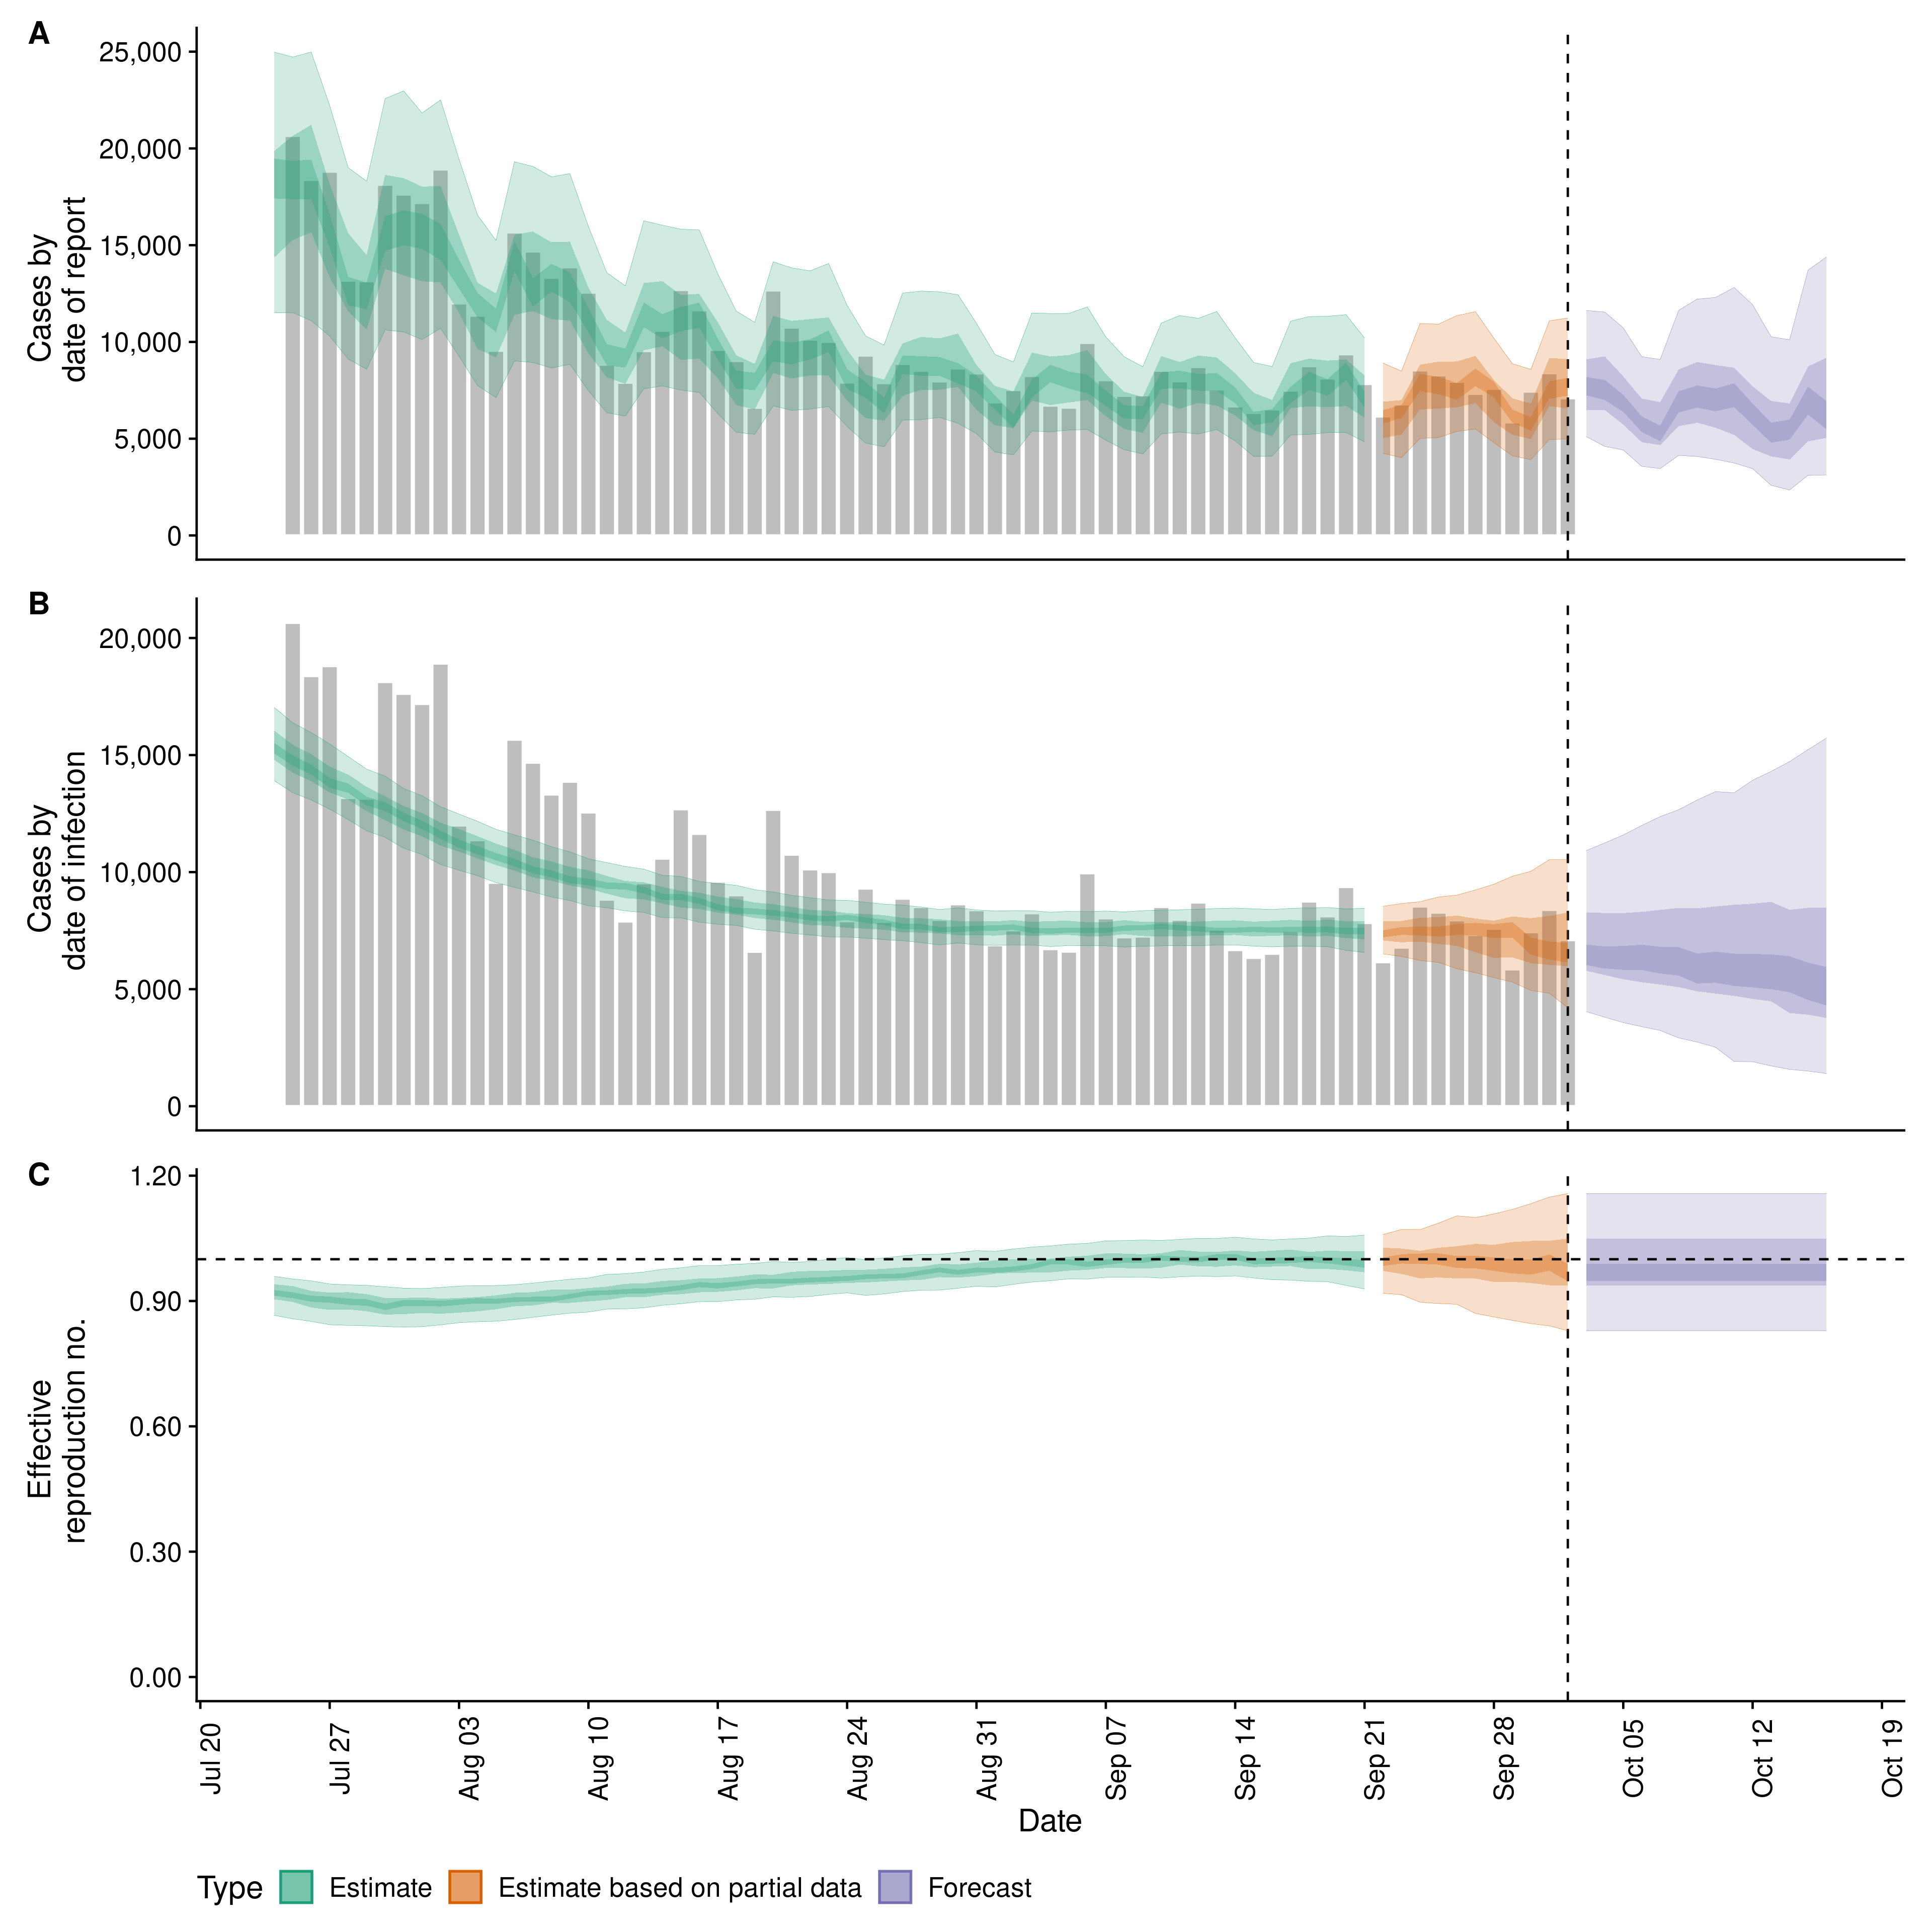 A
Cases by
date of report
25,000
20,000
15,000
10,000
5,000
0
B
Cases by
date of infection
20,000
15,000
10,000
5,000
0
C
Effective
reproduction no.
1.20
0.90
0.60
0.30
0.00
Jul 20
Jul 27
Aug 03
Aug 10
Aug 17
Aug 24
Aug 31
Sep 07
Sep 14
Sep 21
Sep 28
Oct 05
Oct 12
Oct 19
Date
Type Estimate Estimate based on partial data Forecast